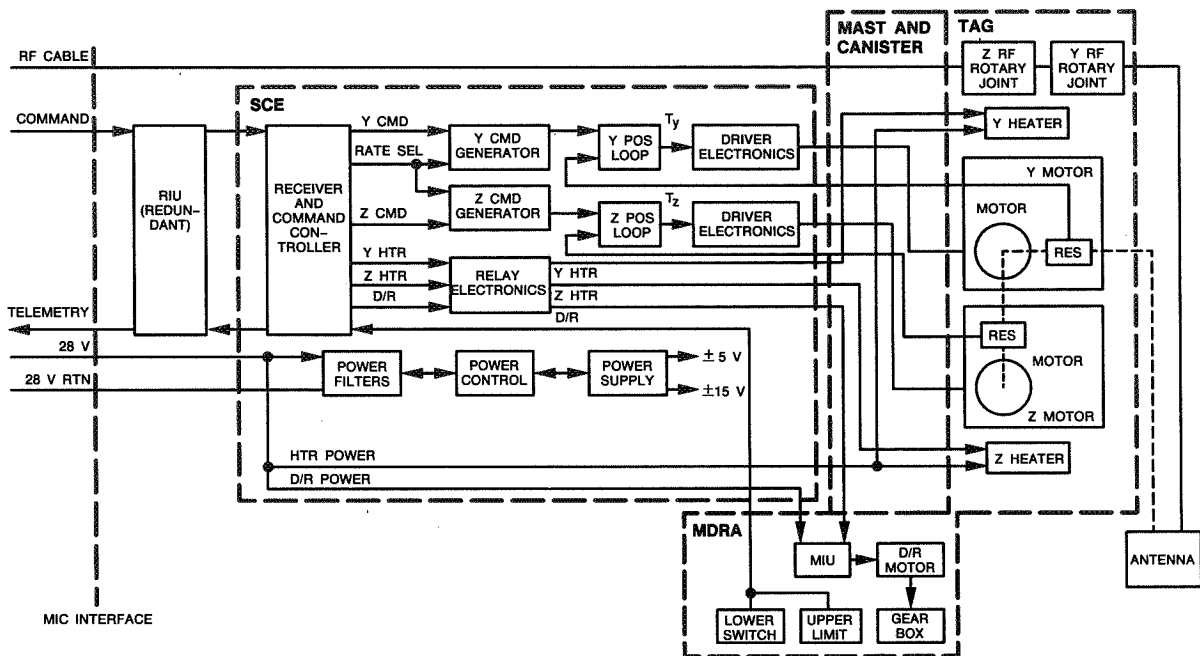 MAST AND
CANISTER
TAG
RF CABLE
Z RF
ROTARY
JOINT
Y RF
ROTARY
JOINT
SCE
COMMAND
RIU
(REDUN-
DANT)
RECEIVER
AND
COMMAND
CON-
TROLLER
Y CMD
RATE SEL
Z CMD
Y HTR
Z HTR
D/R
Y CMD
GENERATOR
Z CMD
GENERATOR
RELAY
ELECTRONICS
Y POS
LOOP
Ty
DRIVER
ELECTRONICS
Z POS
LOOP
Tz
DRIVER
ELECTRONICS
Y HTR
Z HTR
D/R
Y HEATER
Y MOTOR
MOTOR
RES
RES
MOTOR
Z MOTOR
Z HEATER
TELEMETRY
28 V
28 V RTN
POWER
FILTERS
POWER
CONTROL
POWER
SUPPLY
± 5 V
±15 V
HTR POWER
D/R POWER
MDRA
MIU
D/R
MOTOR
LOWER
SWITCH
UPPER
LIMIT
GEAR
BOX
ANTENNA
MIC INTERFACE